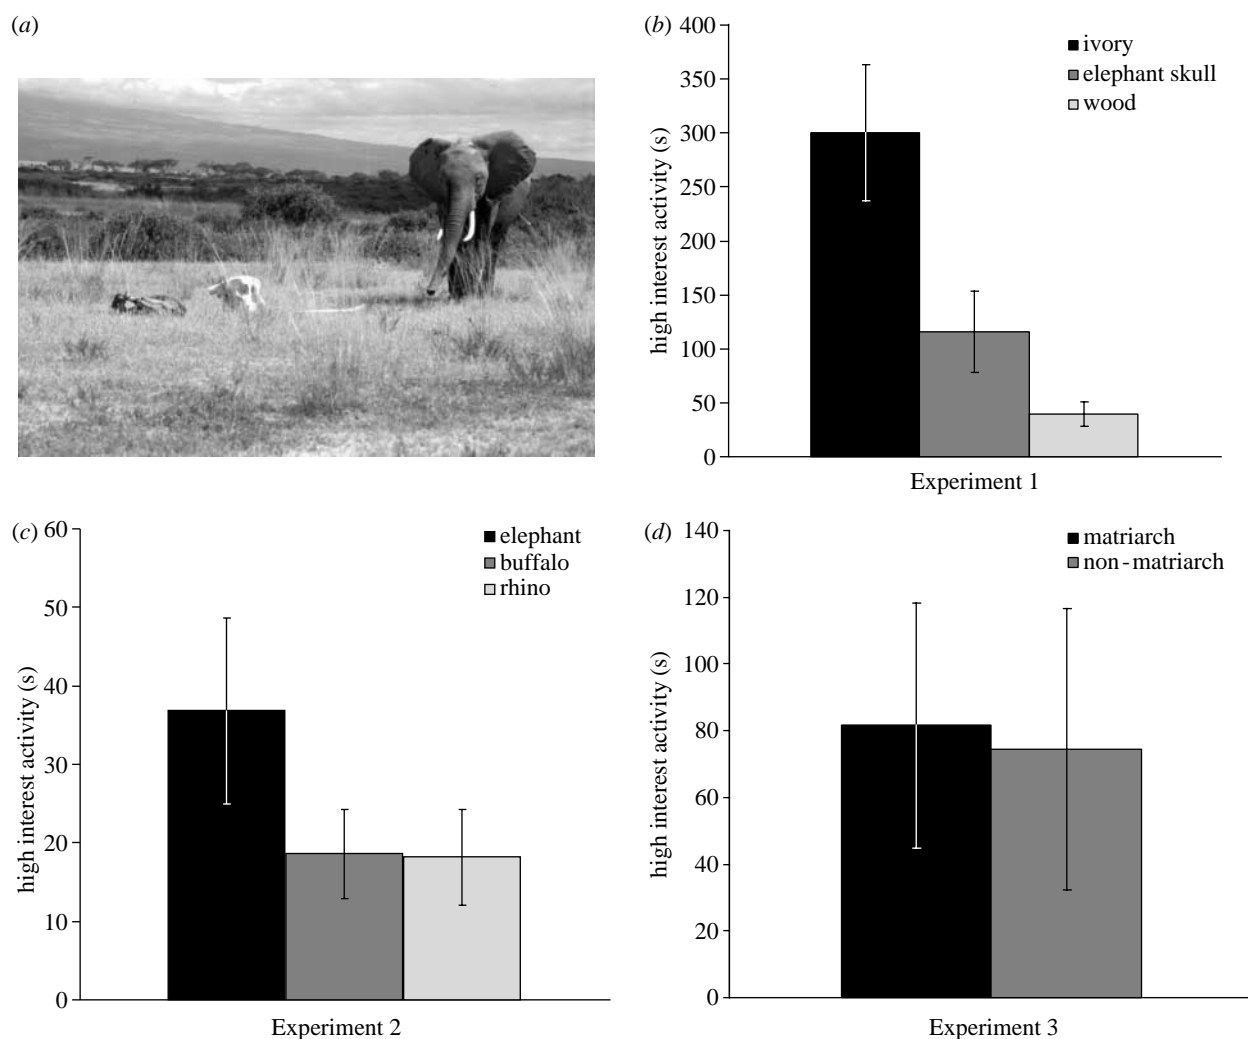 (a)
(b)
400
350
300
250
200
150
100
50
0
high interest activity (s)
ivory
elephant skull
wood
Experiment 1
(c)
60
50
40
30
20
10
0
high interest activity (s)
elephant
buffalo
rhino
Experiment 2
(d)
140
120
100
80
60
40
20
0
high interest activity (s)
matriarch
non-matriarch
Experiment 3